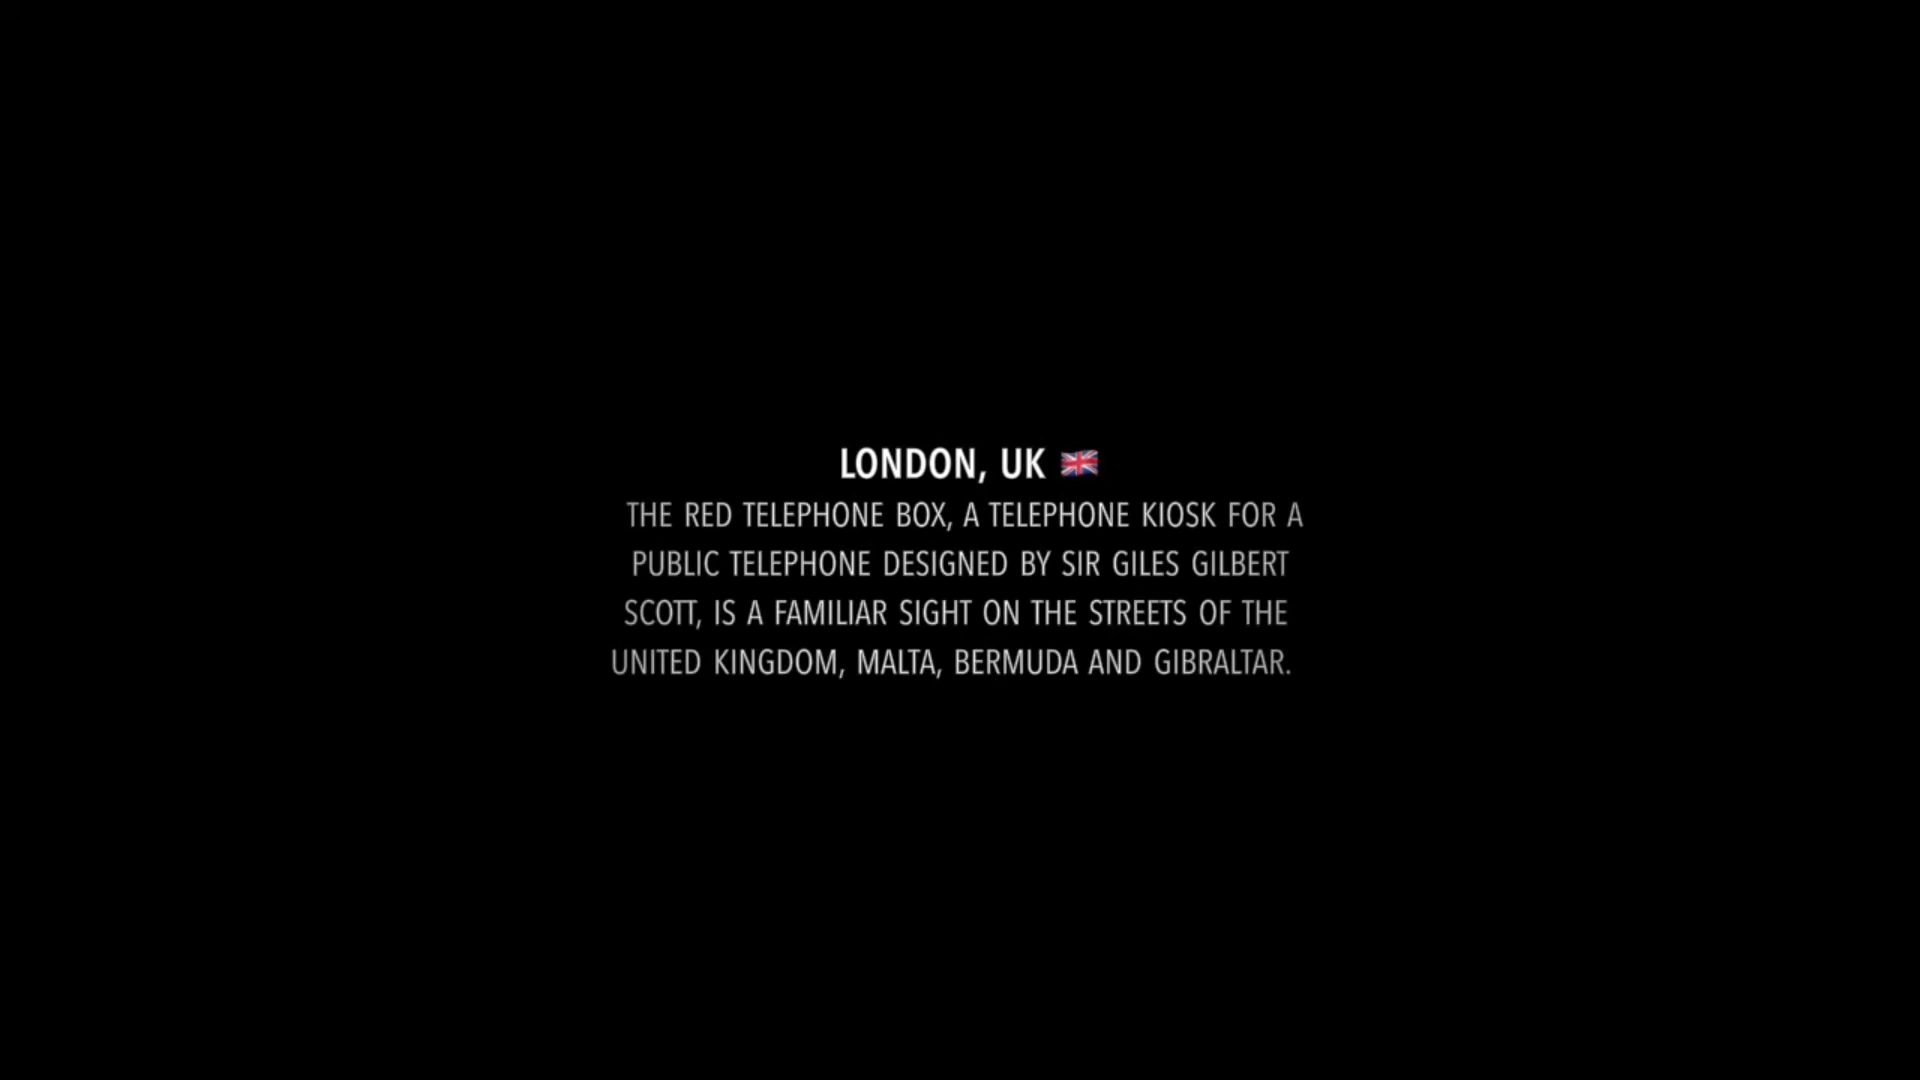 LONDON, UK 🇬🇧
THE RED TELEPHONE BOX, A TELEPHONE KIOSK FOR A
PUBLIC TELEPHONE DESIGNED BY SIR GILES GILBERT
SCOTT, IS A FAMILIAR SIGHT ON THE STREETS OF THE
UNITED KINGDOM, MALTA, BERMUDA AND GIBRALTAR.